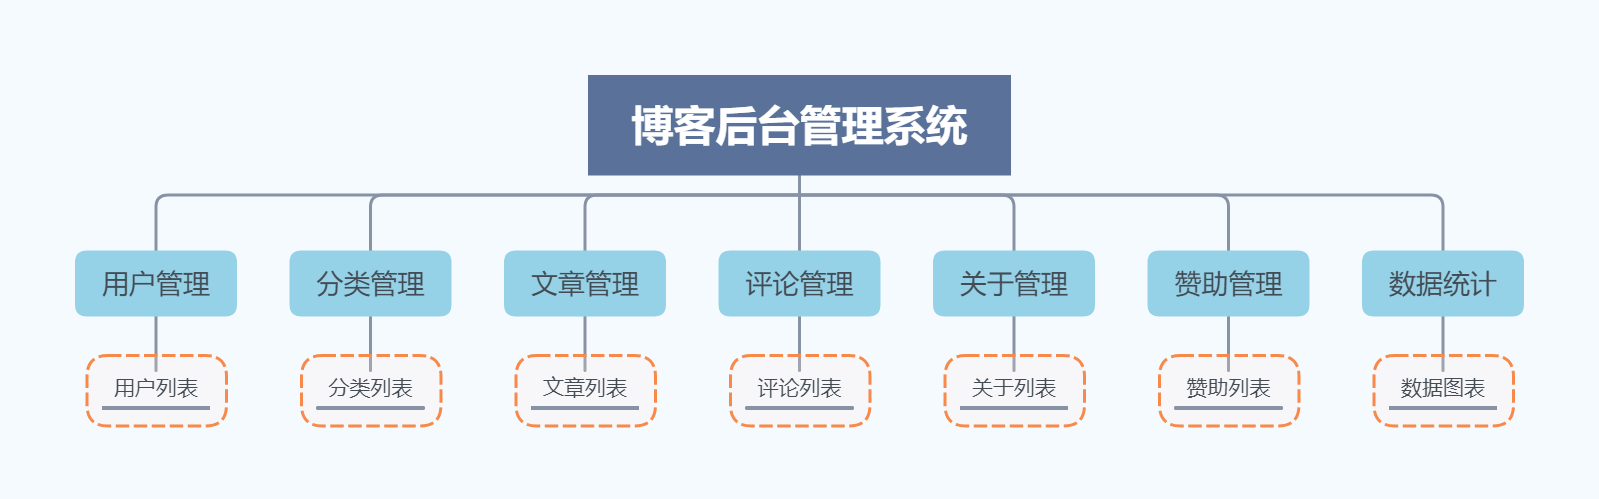 博客后台管理系统
用户管理
分类管理
文章管理
评论管理
关于管理
赞助管理
数据统计
用户列表
分类列表
文章列表
评论列表
关于列表
赞助列表
数据图表